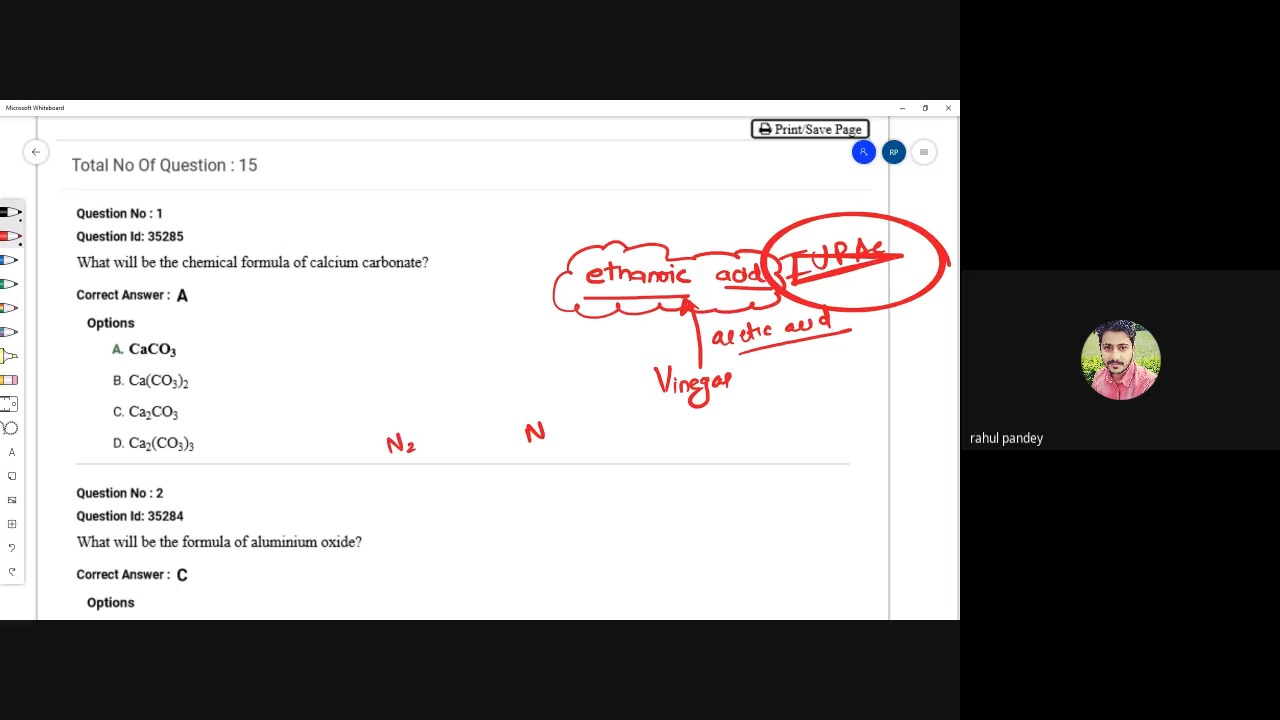 Microsoft Whiteboard
Print/Save Page
RP
Total No Of Question : 15
Question No : 1
Question Id: 35285
What will be the chemical formula of calcium carbonate?
Correct Answer : A
Options
A. CaCO₃
B. Ca(CO₃)₂
C. Ca₂CO₃
D. Ca₂(CO₃)₃
ethanoic acid IUPAC
acetic acid
Vinegar
N₂ N
Question No : 2
Question Id: 35284
What will be the formula of aluminium oxide?
Correct Answer : C
Options
A
rahul pandey